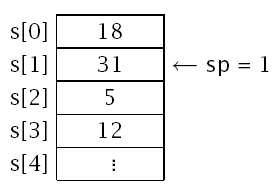 s[0] 18
s[1] 31 ← sp = 1
s[2] 5
s[3] 12
s[4] ⋮